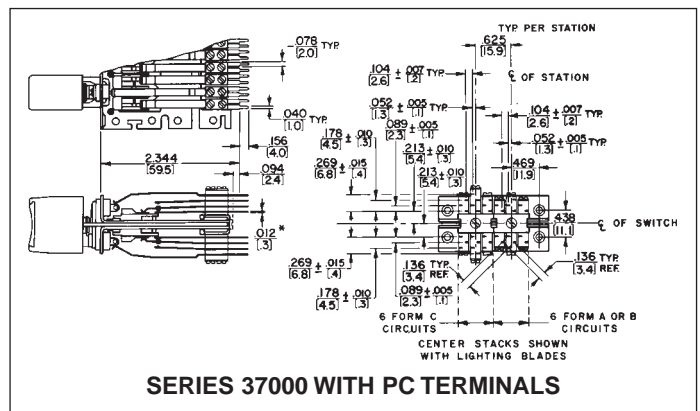 TYP. PER STATION
.625
[15.9]
.078 TYP.
[2.0]
.104 ± .007 TYP.
[2.6] [.2]
℄ OF STATION
.052 ± .005 TYP.
[1.3] [.1]
.104 ± .007 TYP.
[2.6] [.2]
.040
[1.0]
.156
[4.0]
.178 ± .010
[4.5] [.3]
.089 ± .005
[2.3] [.1]
.052 ± .005 TYP.
[1.3] [.1]
2.344
[59.5]
.094
[2.4]
.269 ± .015
[6.8] [.4]
.213 ± .010
[5.4] [.3]
.469
[11.9]
.213 ± .010
[5.4] [.3]
.438
[11.1]
℄ OF SWITCH
.012 *
[.3]
.269 ± .015
[6.8] [.4]
.136 TYP.
[3.4] REF.
.136 TYP.
[3.4] REF.
.178 ± .010
[4.5] [.3]
.089 ± .005
[2.3] [.1]
6 FORM C
CIRCUITS
6 FORM A OR B
CIRCUITS
CENTER STACKS SHOWN
WITH LIGHTING BLADES
SERIES 37000 WITH PC TERMINALS